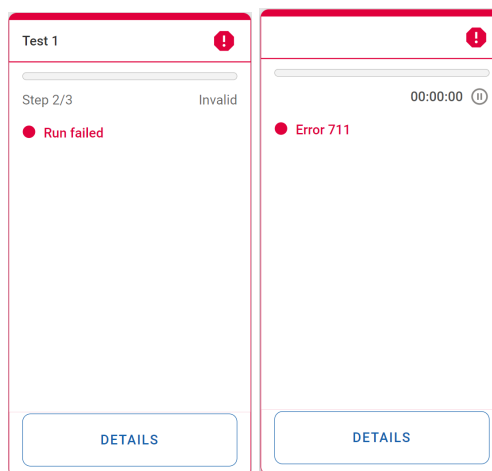 Test 1
Step 2/3 Invalid
Run failed
DETAILS
00:00:00
Error 711
DETAILS